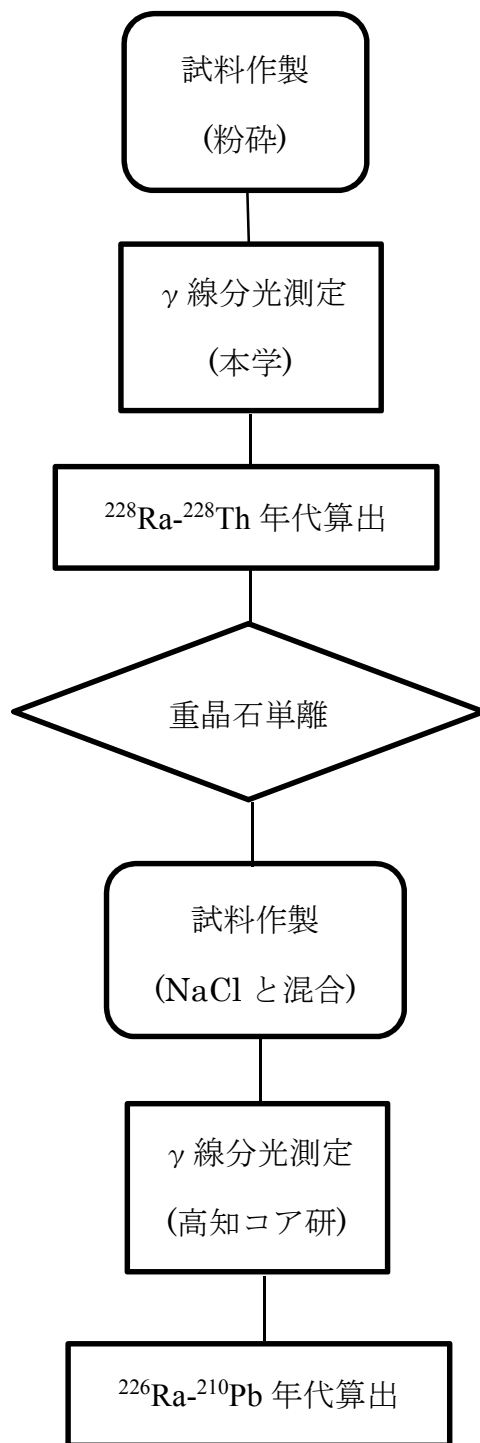 試料作製
(粉砕)
γ線分光測定
(本学)
²²⁸Ra-²²⁸Th 年代算出
重晶石単離
試料作製
(NaCl と混合)
γ線分光測定
(高知コア研)
²²⁶Ra-²¹⁰Pb 年代算出